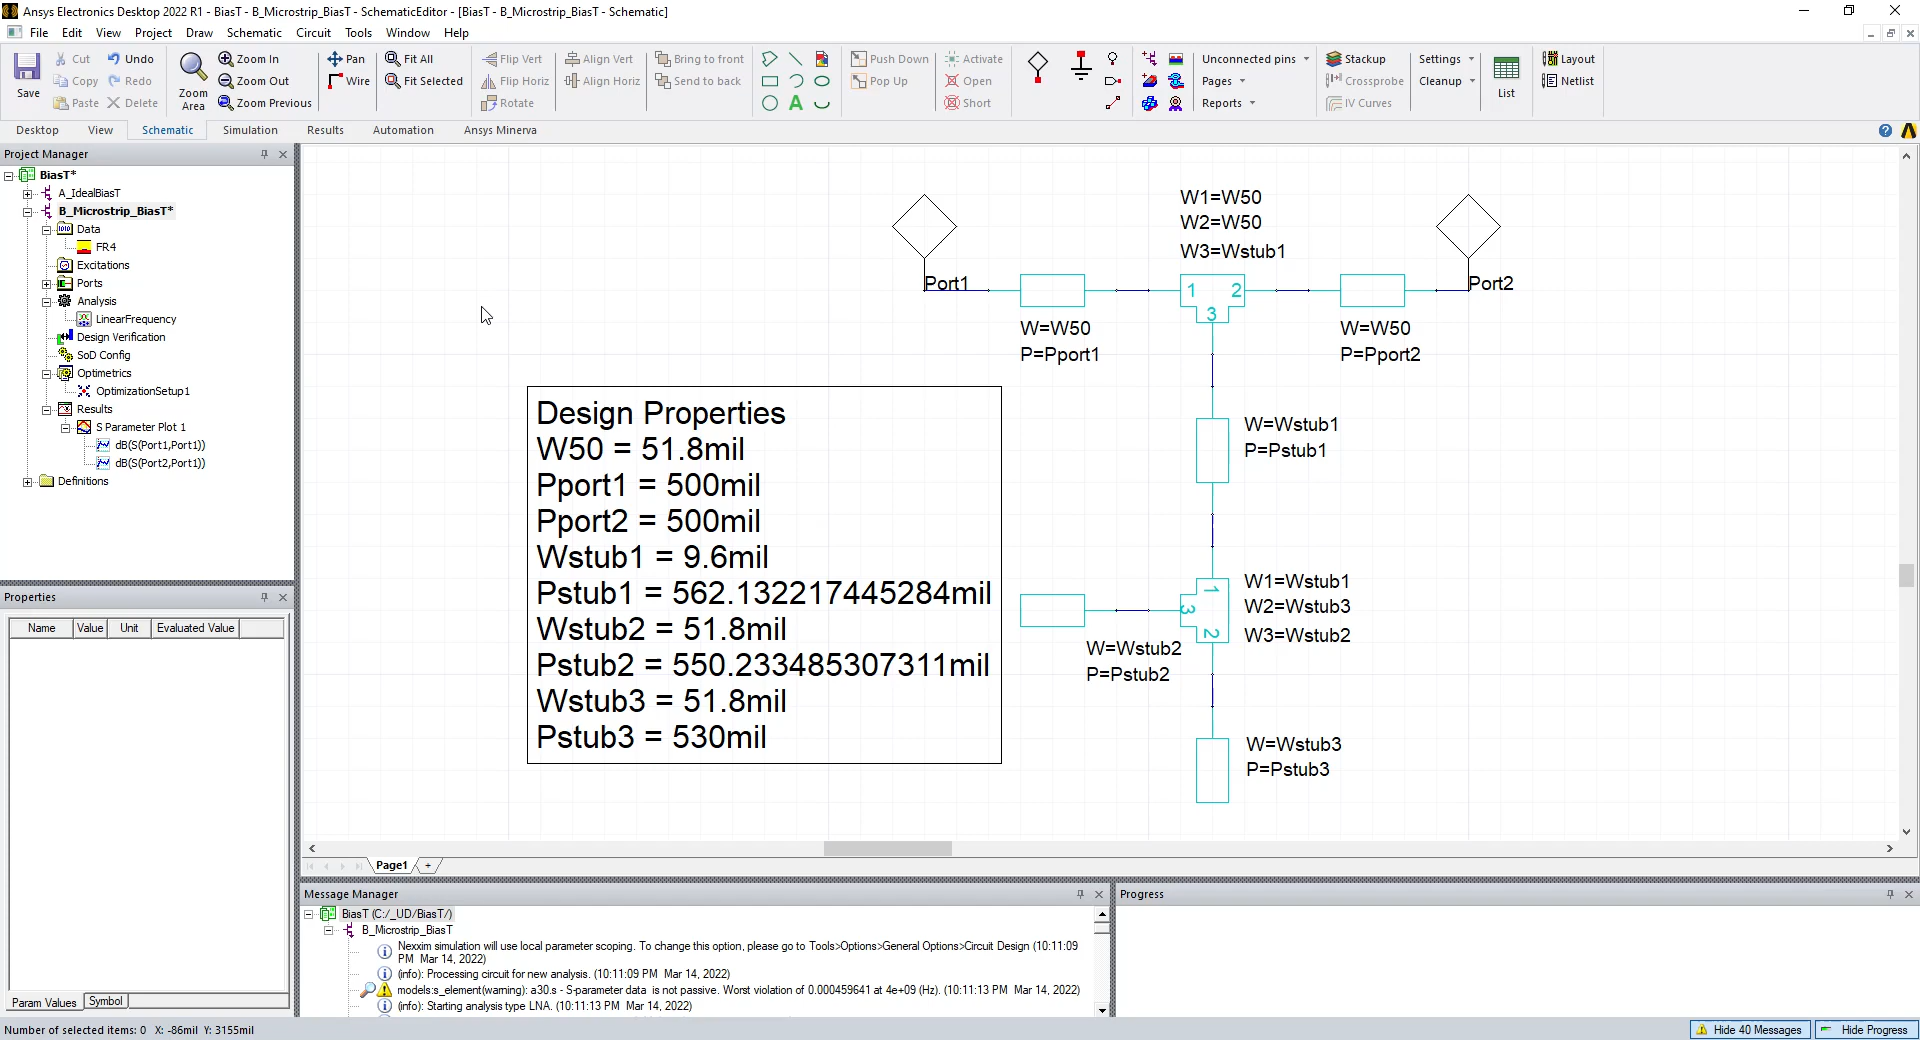 Ansys Electronics Desktop 2022 R1 - BiasT - B_Microstrip_BiasT - SchematicEditor - [BiasT - B_Microstrip_BiasT - Schematic]
File Edit View Project Draw Schematic Circuit Tools Window Help
Save
Cut
Copy
Paste
Undo
Redo
Delete
Zoom Area
Zoom In
Zoom Out
Zoom Previous
Pan
Wire
Fit All
Fit Selected
Flip Vert
Flip Horiz
Rotate
Align Vert
Align Horiz
Bring to front
Send to back
Push Down
Pop Up
Activate
Open
Short
Unconnected pins
Pages
Reports
Stackup
Crossprobe
IV Curves
Settings
Cleanup
List
Layout
Netlist
Desktop View Schematic Simulation Results Automation Ansys Minerva
Project Manager
BiasT*
A_IdealBiasT
B_Microstrip_BiasT*
Data
FR4
Excitations
Ports
Analysis
LinearFrequency
Design Verification
SoD Config
Optimetrics
OptimizationSetup1
Results
S Parameter Plot 1
dB(S(Port1,Port1))
dB(S(Port2,Port1))
Definitions
Properties
Name Value Unit Evaluated Value
Param Values Symbol
W1=W50
W2=W50
W3=Wstub1
Port1
1 2
3
Port2
W=W50
P=Pport1
W=W50
P=Pport2
Design Properties
W50 = 51.8mil
Pport1 = 500mil
Pport2 = 500mil
Wstub1 = 9.6mil
Pstub1 = 562.132217445284mil
Wstub2 = 51.8mil
Pstub2 = 550.233485307311mil
Wstub3 = 51.8mil
Pstub3 = 530mil
W=Wstub1
P=Pstub1
1
3
2
W1=Wstub1
W2=Wstub3
W3=Wstub2
W=Wstub2
P=Pstub2
W=Wstub3
P=Pstub3
Page1 +
Message Manager
BiasT (C:/_UD/BiasT/)
B_Microstrip_BiasT
Nexxim simulation will use local parameter scoping. To change this option, please go to Tools>Options>General Options>Circuit Design (10:11:09
PM Mar 14, 2022)
(info): Processing circuit for new analysis. (10:11:09 PM Mar 14, 2022)
models:s_element(warning): a30.s - S-parameter data is not passive. Worst violation of 0.000459641 at 4e+09 (Hz). (10:11:13 PM Mar 14, 2022)
(info): Starting analysis type LNA. (10:11:13 PM Mar 14, 2022)
Progress
Number of selected items: 0 X: -86mil Y: 3155mil
Hide 40 Messages
Hide Progress